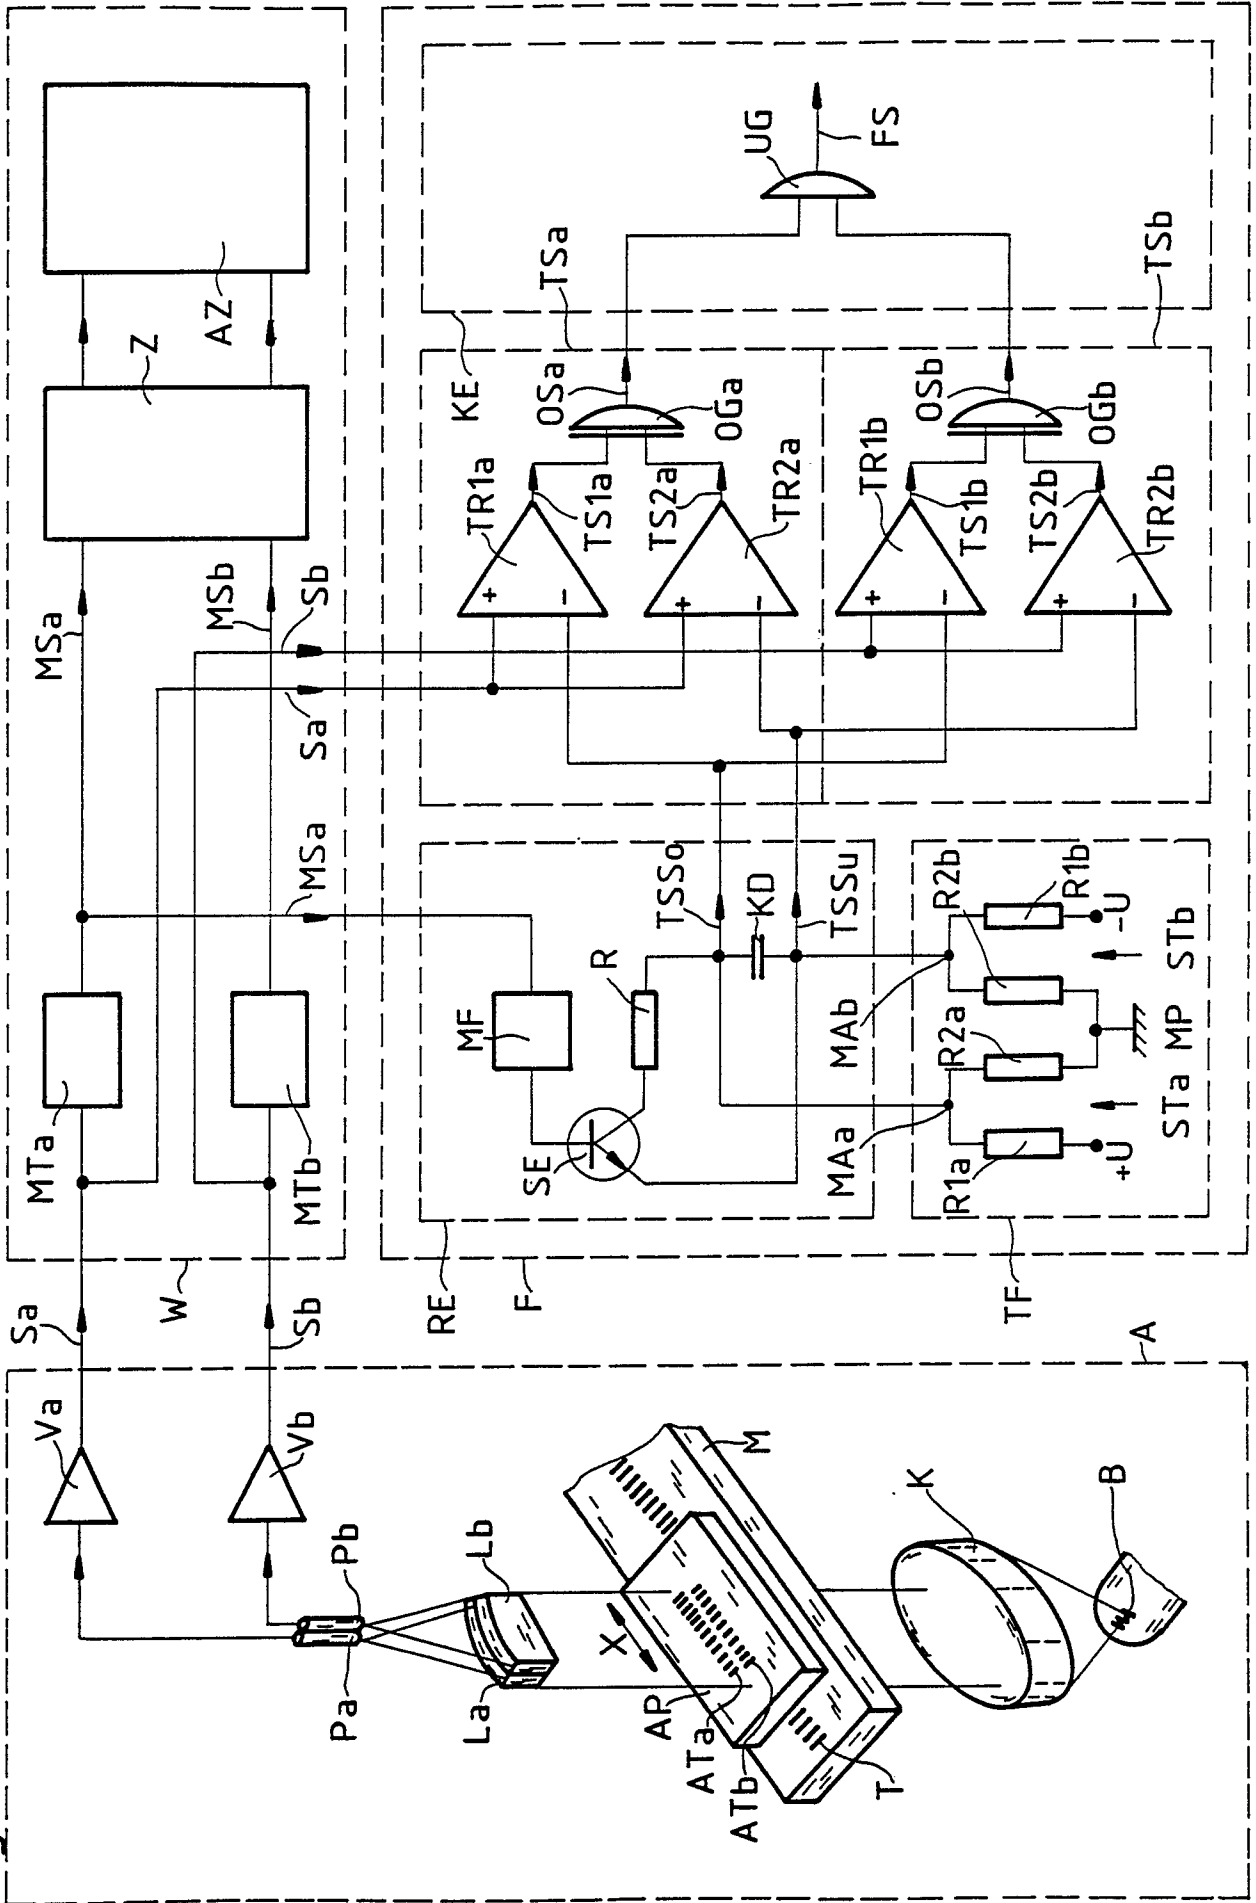 Va
Vb
Pa
Pb
La
Lb
X
AP
ATa
ATb
T
M
K
B
A
Sa
Sb
W
MTa
MTb
MSa
MSa
MSb
Sa
Sb
Z
AZ
F
RE
MF
SE
R
TSSo
KD
TSSu
TF
MAa
MAb
R1a
R2a
R2b
R1b
+U
-U
STa
MP
STb
TR1a
+
-
TS1a
TS2a
+
-
TR2a
OSa
OGa
TSa
TR1b
+
-
TS1b
TS2b
+
-
TR2b
OSb
OGb
TSb
KE
UG
FS